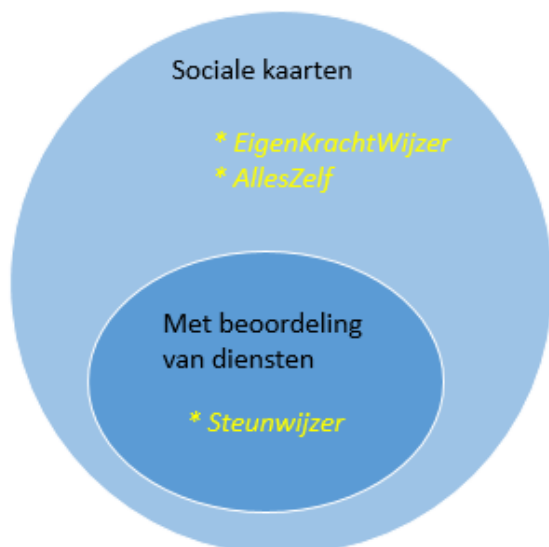 Sociale kaarten
* EigenKrachtWijzer
* AllesZelf
Met beoordeling
van diensten
* Steunwijzer